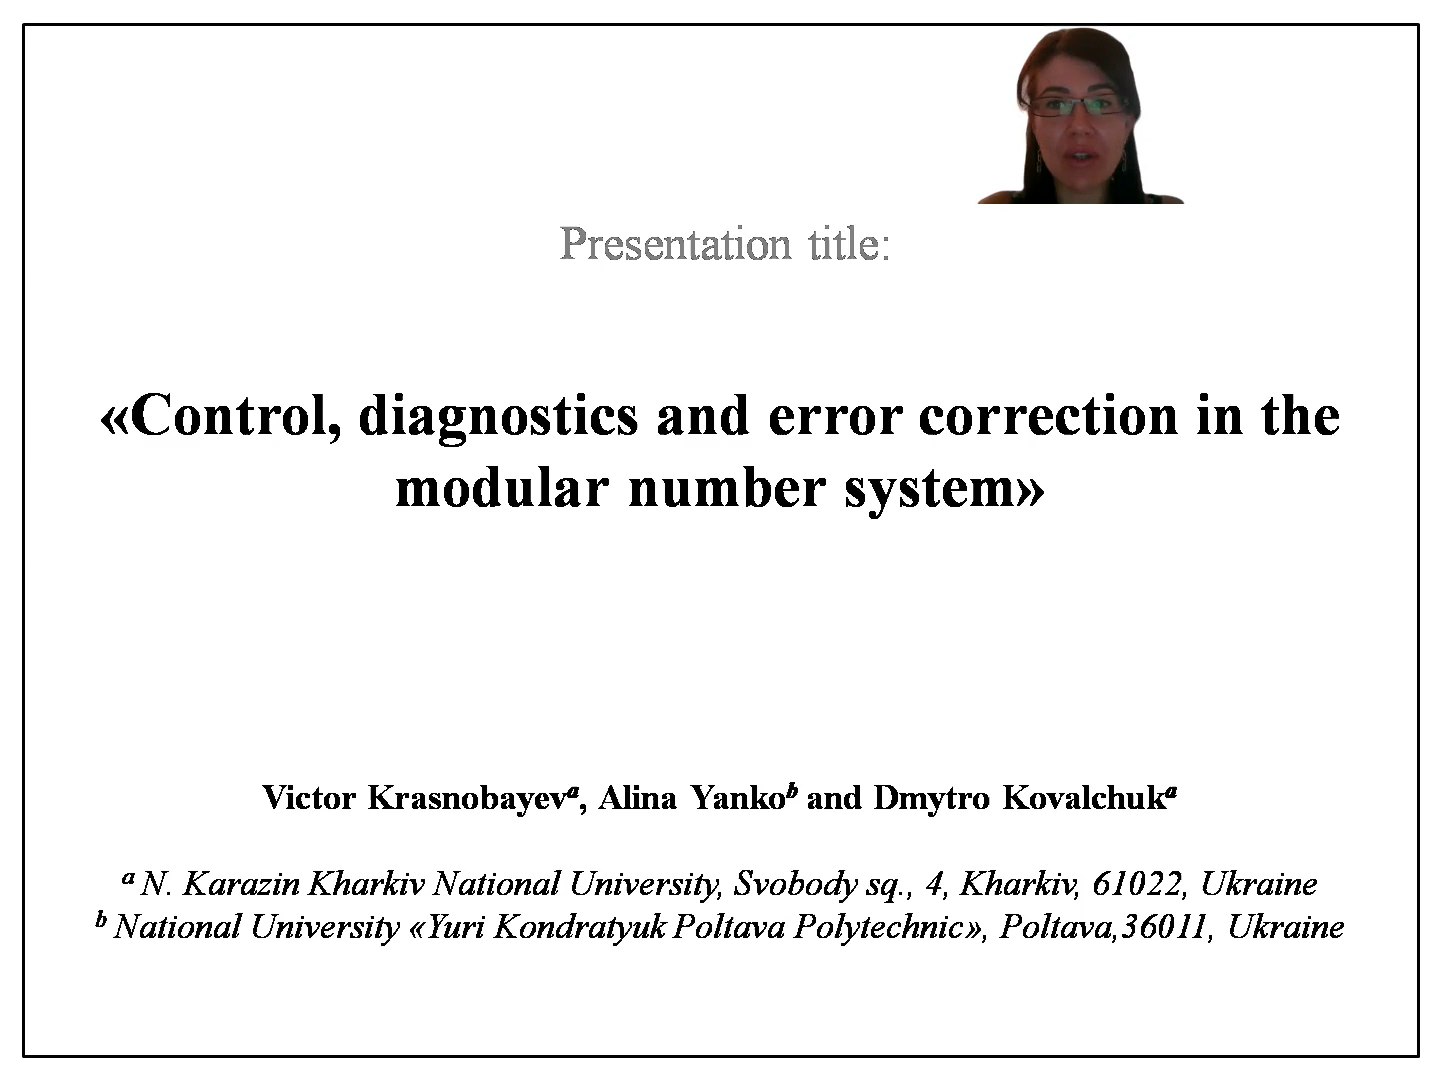 Presentation title:
«Control, diagnostics and error correction in the
modular number system»
Victor Krasnobayevᵃ, Alina Yankoᵇ and Dmytro Kovalchukᵃ
ᵃ N. Karazin Kharkiv National University, Svobody sq., 4, Kharkiv, 61022, Ukraine
ᵇ National University «Yuri Kondratyuk Poltava Polytechnic», Poltava,36011, Ukraine